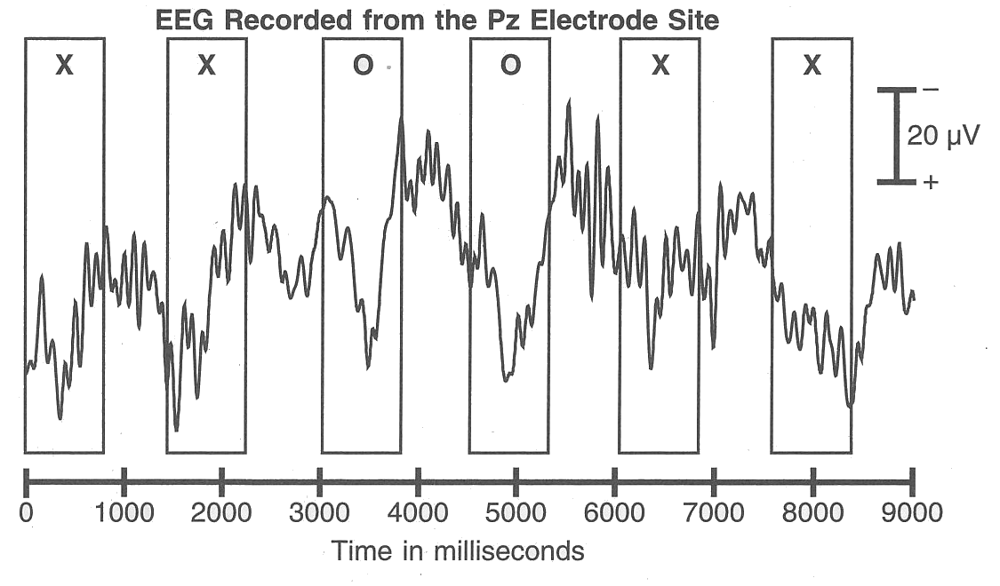 EEG Recorded from the Pz Electrode Site
X X O O X X
–
20 µV
+
0 1000 2000 3000 4000 5000 6000 7000 8000 9000
Time in milliseconds